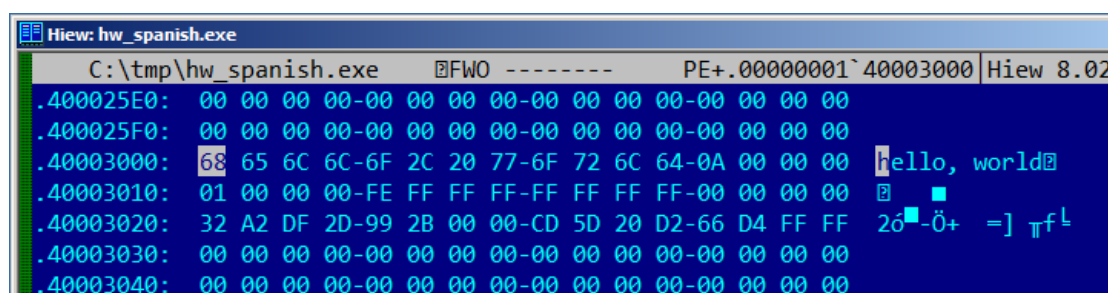 Hiew: hw_spanish.exe
C:\tmp\hw_spanish.exe FWO -------- PE+.00000001`40003000 Hiew 8.02
.400025E0: 00 00 00 00-00 00 00 00-00 00 00 00-00 00 00 00
.400025F0: 00 00 00 00-00 00 00 00-00 00 00 00-00 00 00 00
.40003000: 68 65 6C 6C-6F 2C 20 77-6F 72 6C 64-0A 00 00 00 hello, world
.40003010: 01 00 00 00-FE FF FF FF-FF FF FF FF-00 00 00 00 ■
.40003020: 32 A2 DF 2D-99 2B 00 00-CD 5D 20 D2-66 D4 FF FF 2ó▀-Ö+ =] ╥f╘
.40003030: 00 00 00 00-00 00 00 00-00 00 00 00-00 00 00 00
.40003040: 00 00 00 00-00 00 00 00-00 00 00 00-00 00 00 00